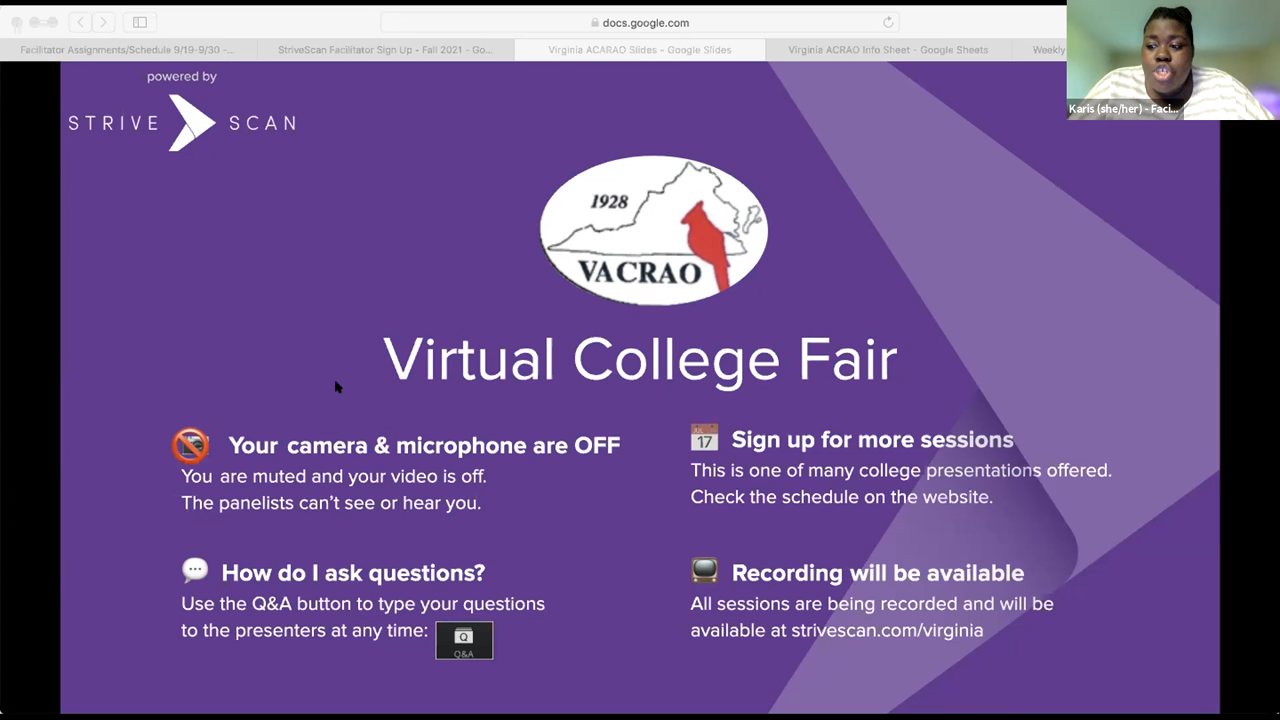 docs.google.com
Facilitator Assignments/Schedule 9/19-9/30 -...
StriveScan Facilitator Sign Up - Fall 2021 - Go...
Virginia ACARAO Slides - Google Slides
Virginia ACRAO Info Sheet - Google Sheets
Weekly
Karis (she/her) - Faci...
powered by
STRIVE SCAN
1928
VACRAO
Virtual College Fair
Your camera & microphone are OFF
You are muted and your video is off.
The panelists can't see or hear you.
How do I ask questions?
Use the Q&A button to type your questions
to the presenters at any time:
Q
Q&A
JUL
17
Sign up for more sessions
This is one of many college presentations offered.
Check the schedule on the website.
Recording will be available
All sessions are being recorded and will be
available at strivescan.com/virginia